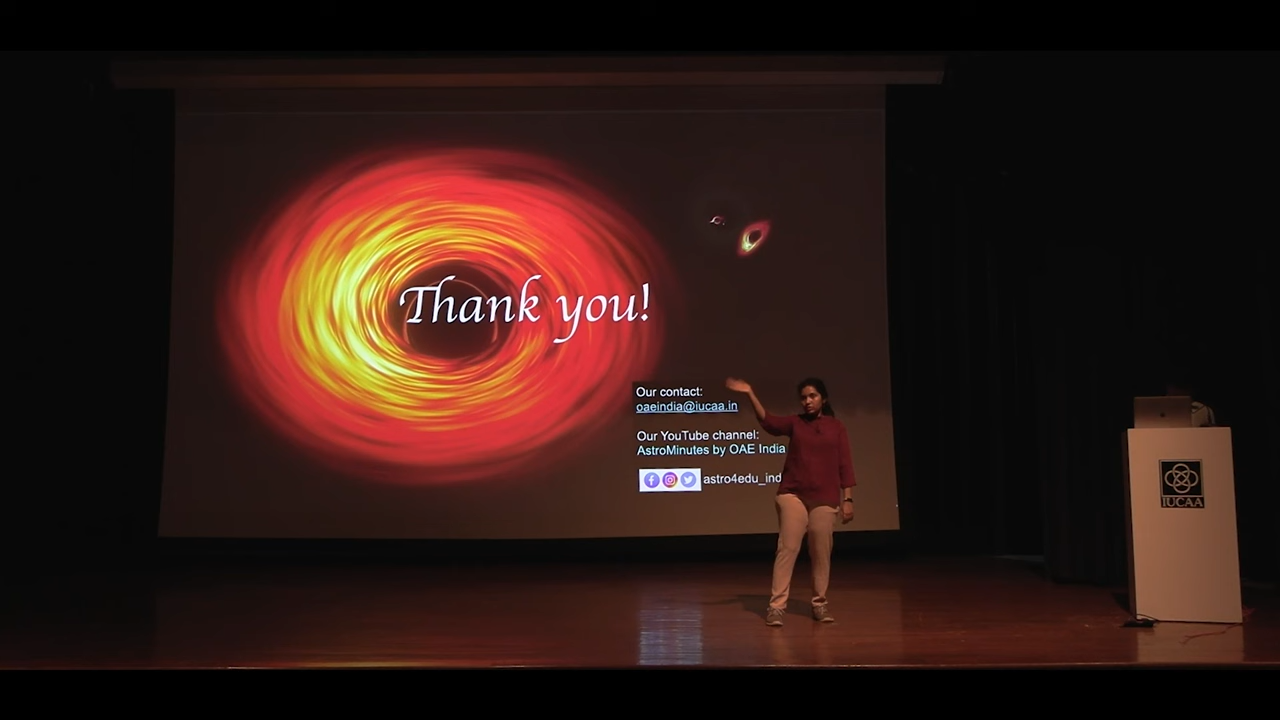 Thank you!
Our contact:
oaeindia@iucaa.in
Our YouTube channel:
AstroMinutes by OAE India
astro4edu_ind
IUCAA